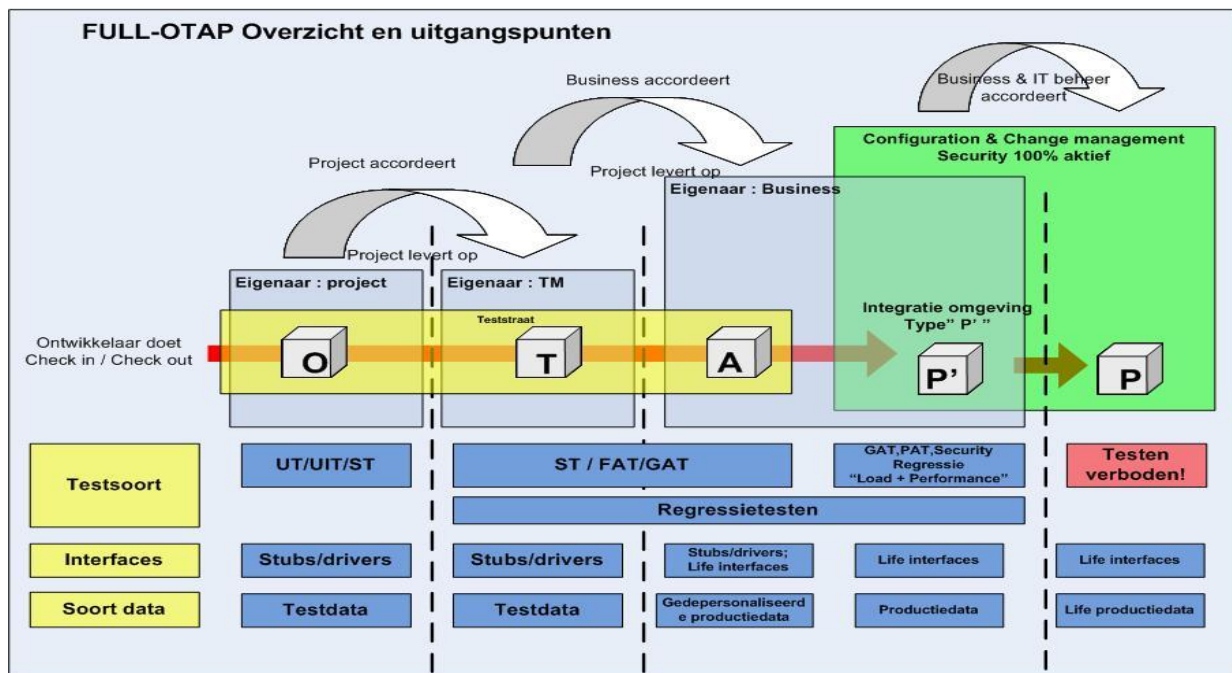 FULL-OTAP Overzicht en uitgangspunten
Business accordeert
Business & IT beheer
accordeert
Configuration & Change management
Security 100% aktief
Project accordeert
Project levert op
Eigenaar : Business
Project levert op
Eigenaar : project
Eigenaar : TM
Teststraat
Integratie omgeving
Type” P’ ”
Ontwikkelaar doet
Check in / Check out
O
T
A
P’
P
Testsoort
UT/UIT/ST
ST / FAT/GAT
GAT,PAT,Security
Regressie
“Load + Performance”
Testen
verboden!
Regressietesten
Interfaces
Stubs/drivers
Stubs/drivers
Stubs/drivers;
Life interfaces
Life interfaces
Life interfaces
Soort data
Testdata
Testdata
Gedepersonaliseerd
e productiedata
Productiedata
Life productiedata